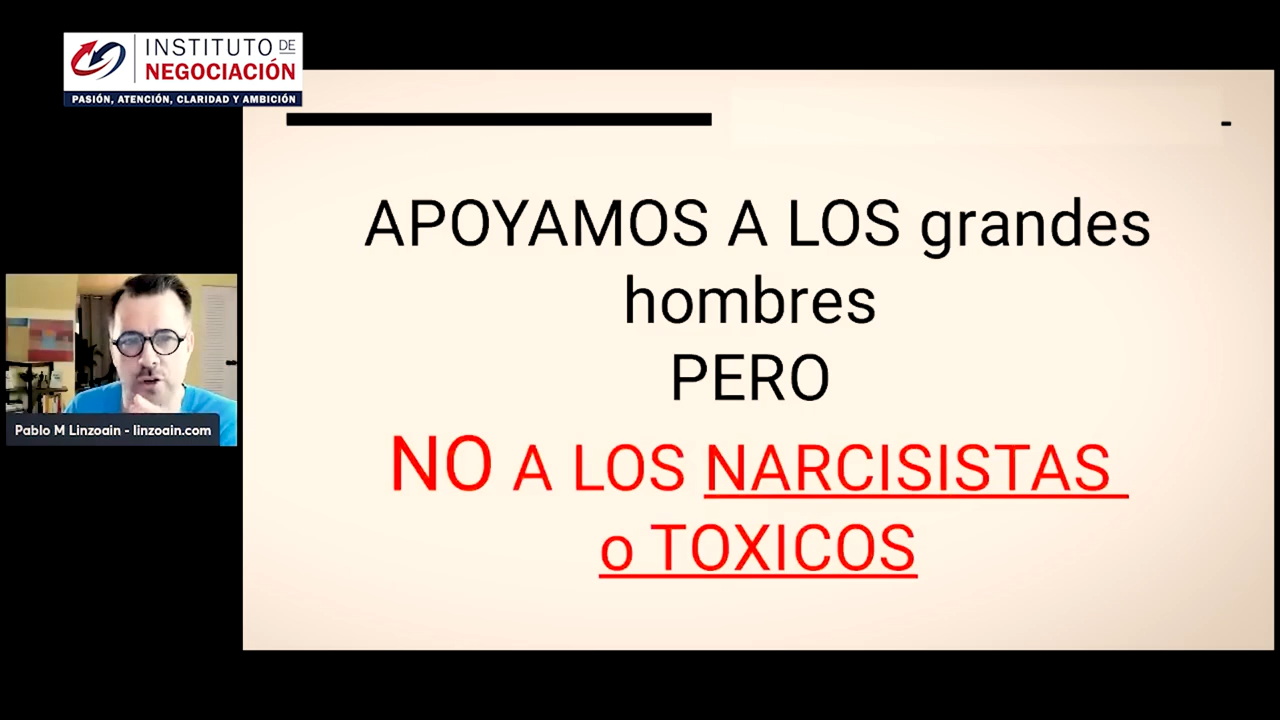 INSTITUTO DE
NEGOCIACIÓN
PASIÓN, ATENCIÓN, CLARIDAD Y AMBICIÓN
APOYAMOS A LOS grandes
hombres
PERO
NO A LOS NARCISISTAS
o TOXICOS
Pablo M Linzoain - linzoain.com